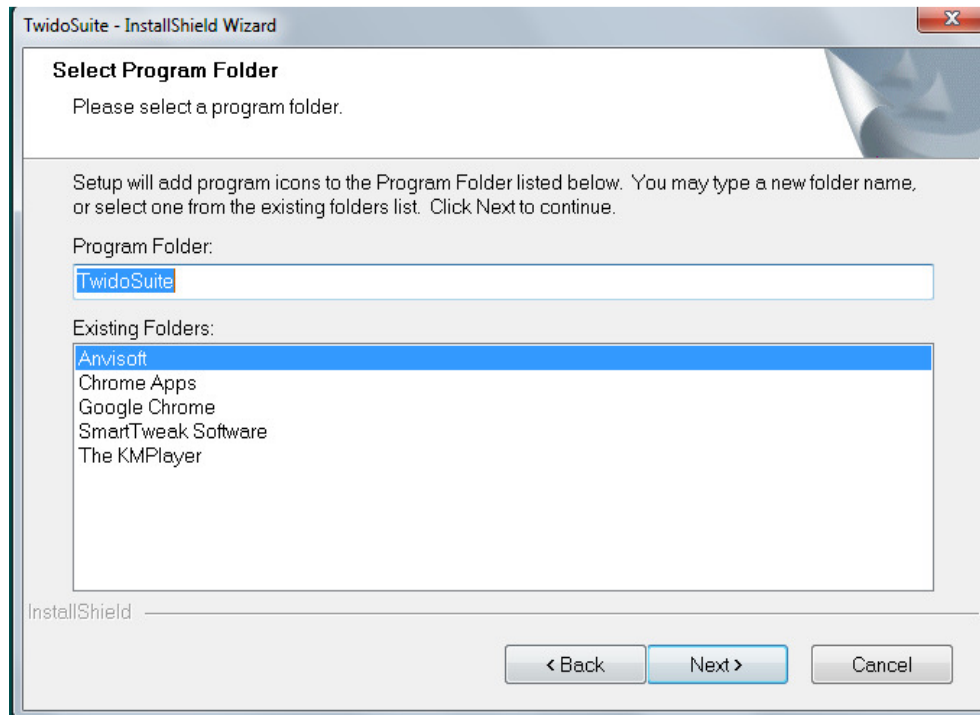 TwidoSuite - InstallShield Wizard
Select Program Folder
Please select a program folder.
Setup will add program icons to the Program Folder listed below.  You may type a new folder name,
or select one from the existing folders list.  Click Next to continue.
Program Folder:
TwidoSuite
Existing Folders:
Anvisoft
Chrome Apps
Google Chrome
SmartTweak Software
The KMPlayer
InstallShield
< Back
Next >
Cancel